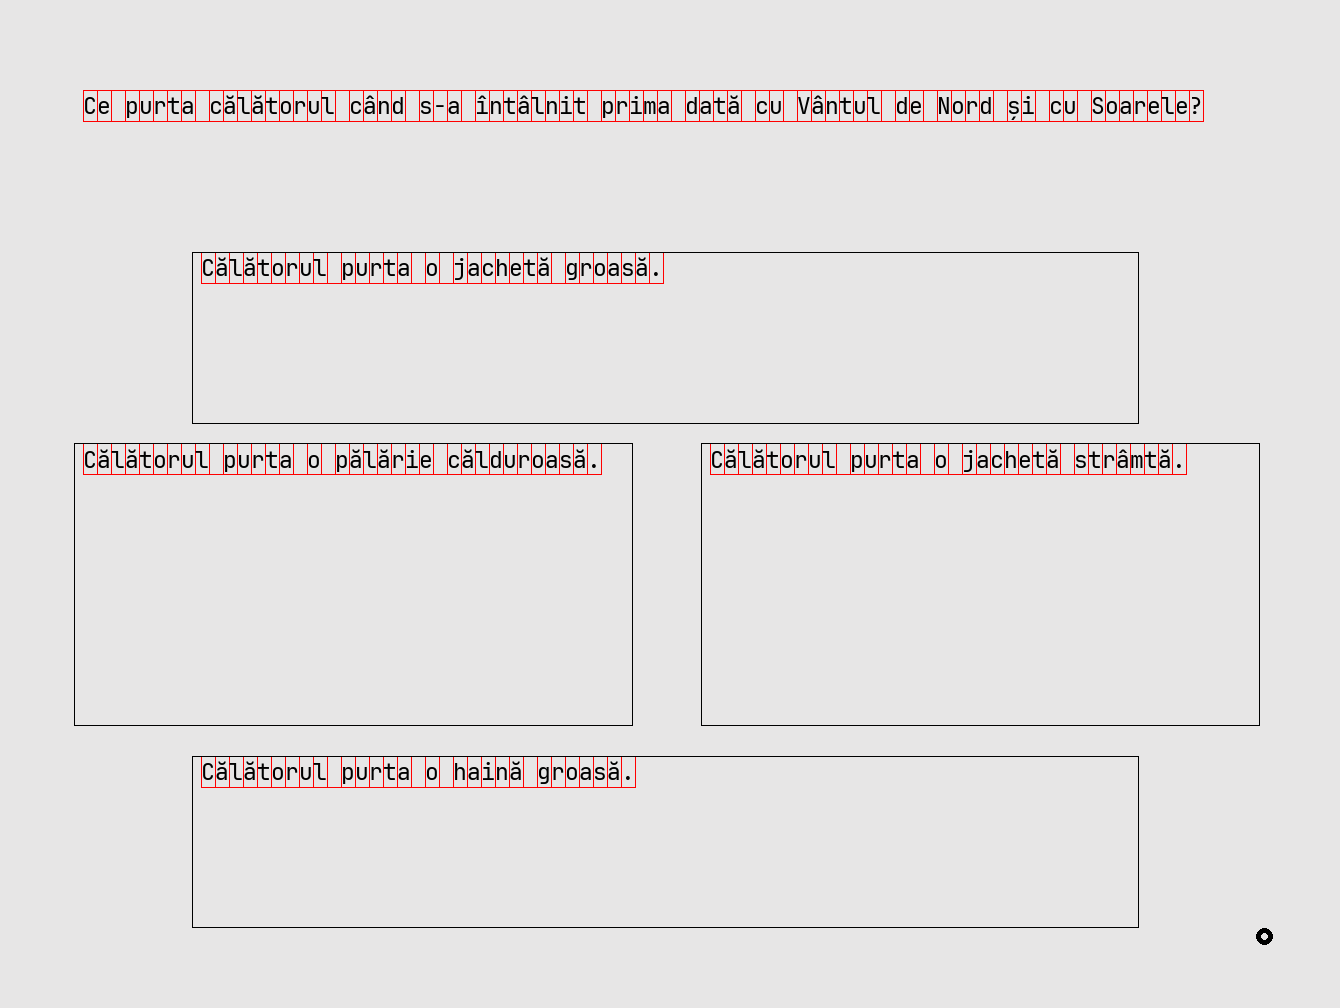 Ce purta călătorul când s-a întâlnit prima dată cu Vântul de Nord și cu Soarele?
Călătorul purta o jachetă groasă.
Călătorul purta o pălărie călduroasă.
Călătorul purta o jachetă strâmtă.
Călătorul purta o haină groasă.